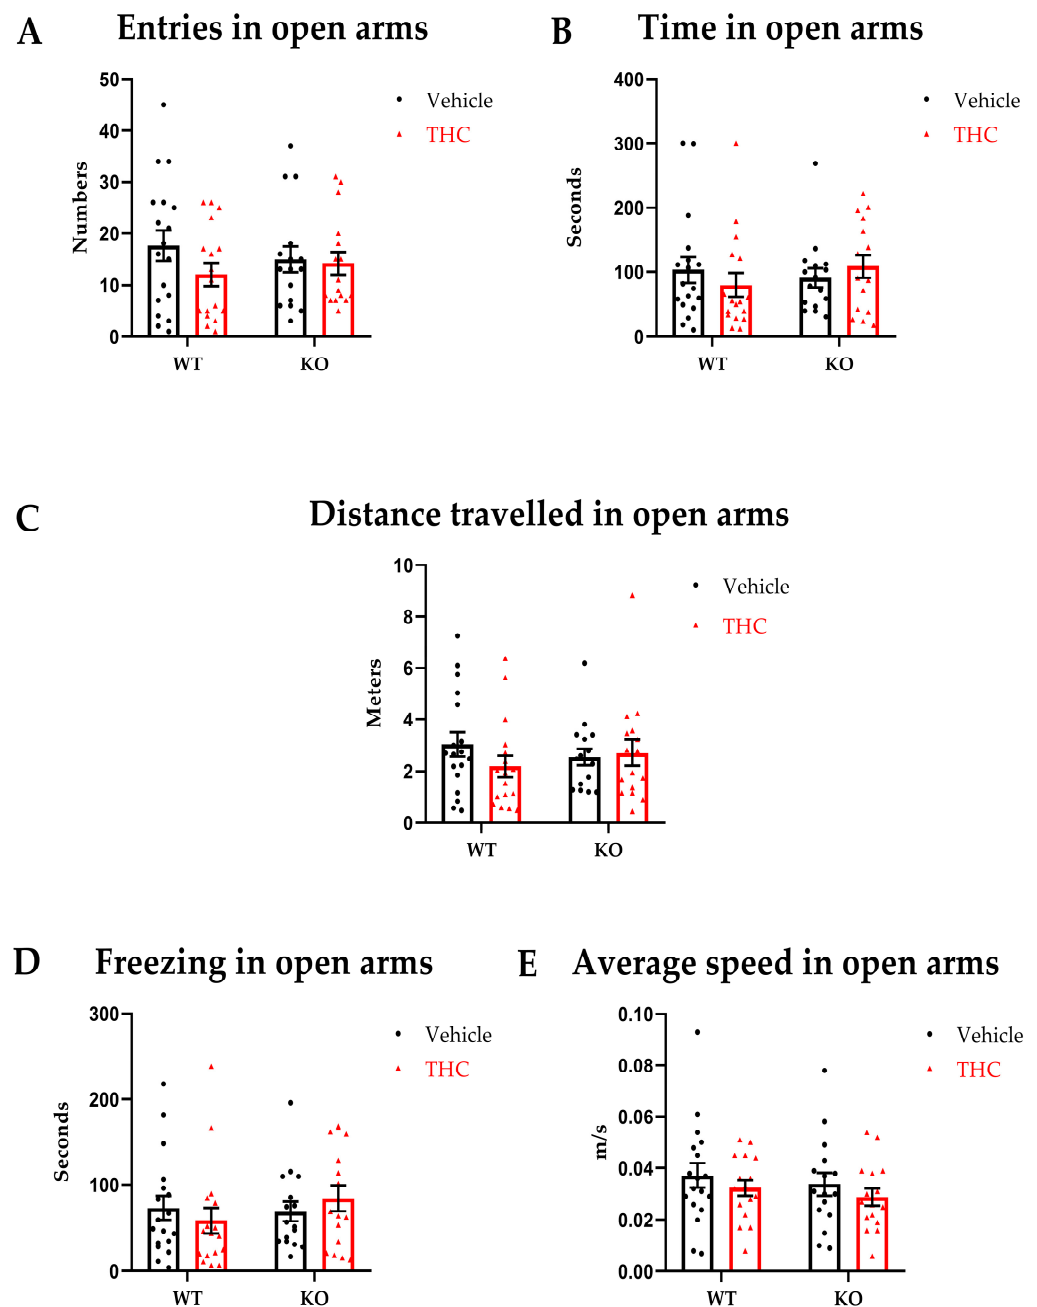 A Entries in open arms
50
40
30
20
10
0
Numbers
WT KO
Vehicle
THC
B Time in open arms
400
300
200
100
0
Seconds
WT KO
Vehicle
THC
C Distance travelled in open arms
10
8
6
4
2
0
Meters
WT KO
Vehicle
THC
D Freezing in open arms
300
200
100
0
Seconds
WT KO
Vehicle
THC
E Average speed in open arms
0.10
0.08
0.06
0.04
0.02
0.00
m/s
WT KO
Vehicle
THC